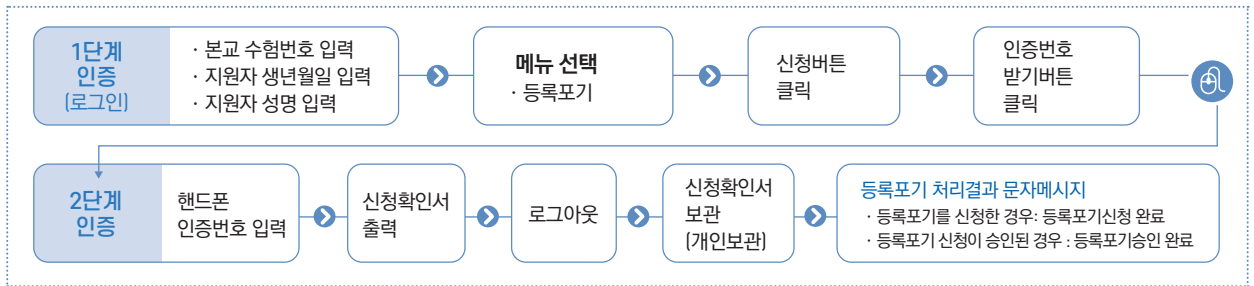 1단계
인증
(로그인)
· 본교 수험번호 입력
· 지원자 생년월일 입력
· 지원자 성명 입력
메뉴 선택
· 등록포기
신청버튼
클릭
인증번호
받기버튼
클릭
2단계
인증
핸드폰
인증번호 입력
신청확인서
출력
로그아웃
신청확인서
보관
(개인보관)
등록포기 처리결과 문자메시지
· 등록포기를 신청한 경우: 등록포기신청 완료
· 등록포기 신청이 승인된 경우 : 등록포기승인 완료